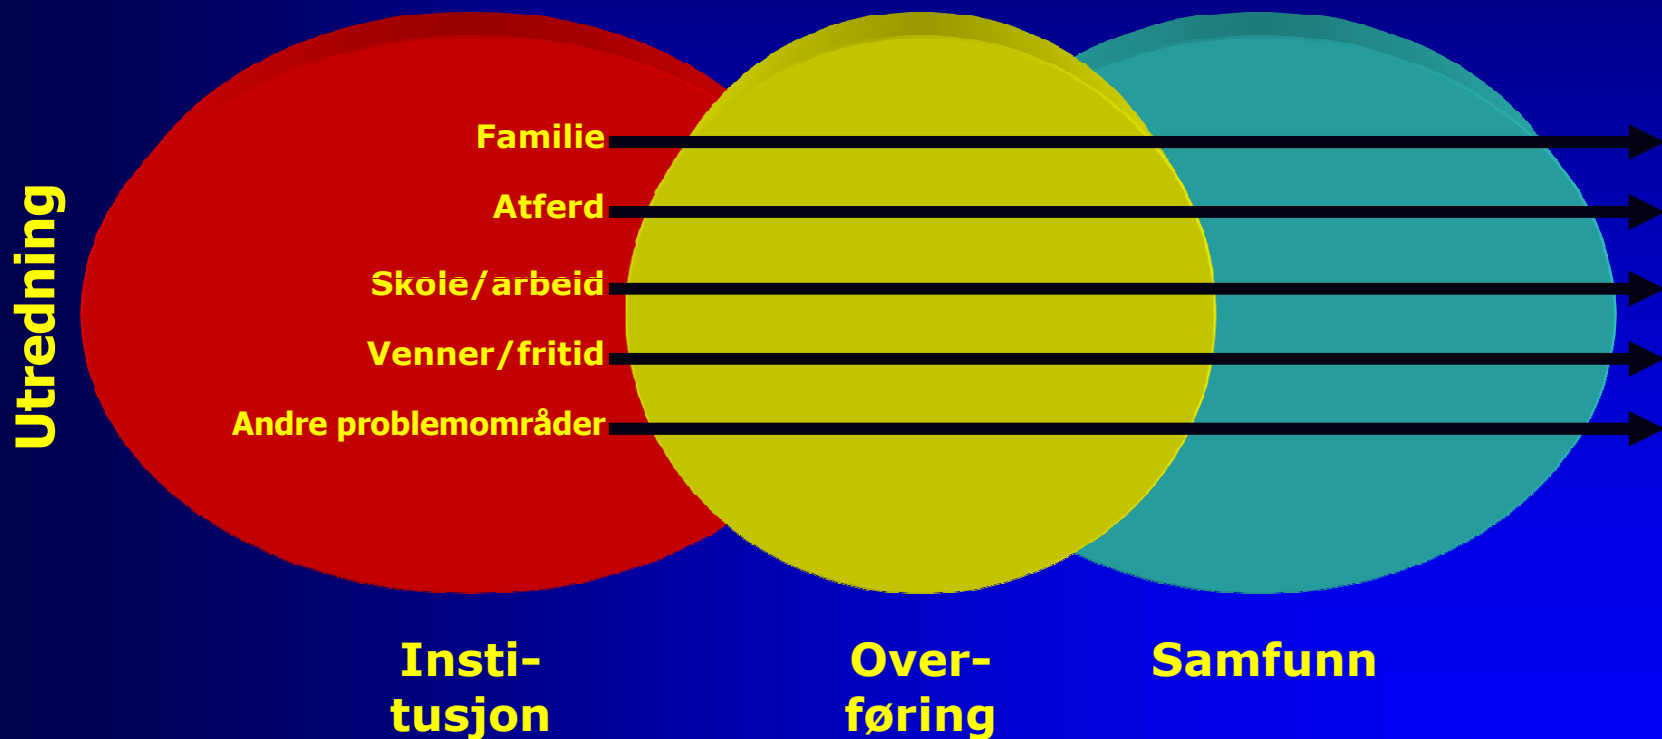 Utredning
Familie
Atferd
Skole/arbeid
Venner/fritid
Andre problemområder
Insti-
tusjon
Over-
føring
Samfunn